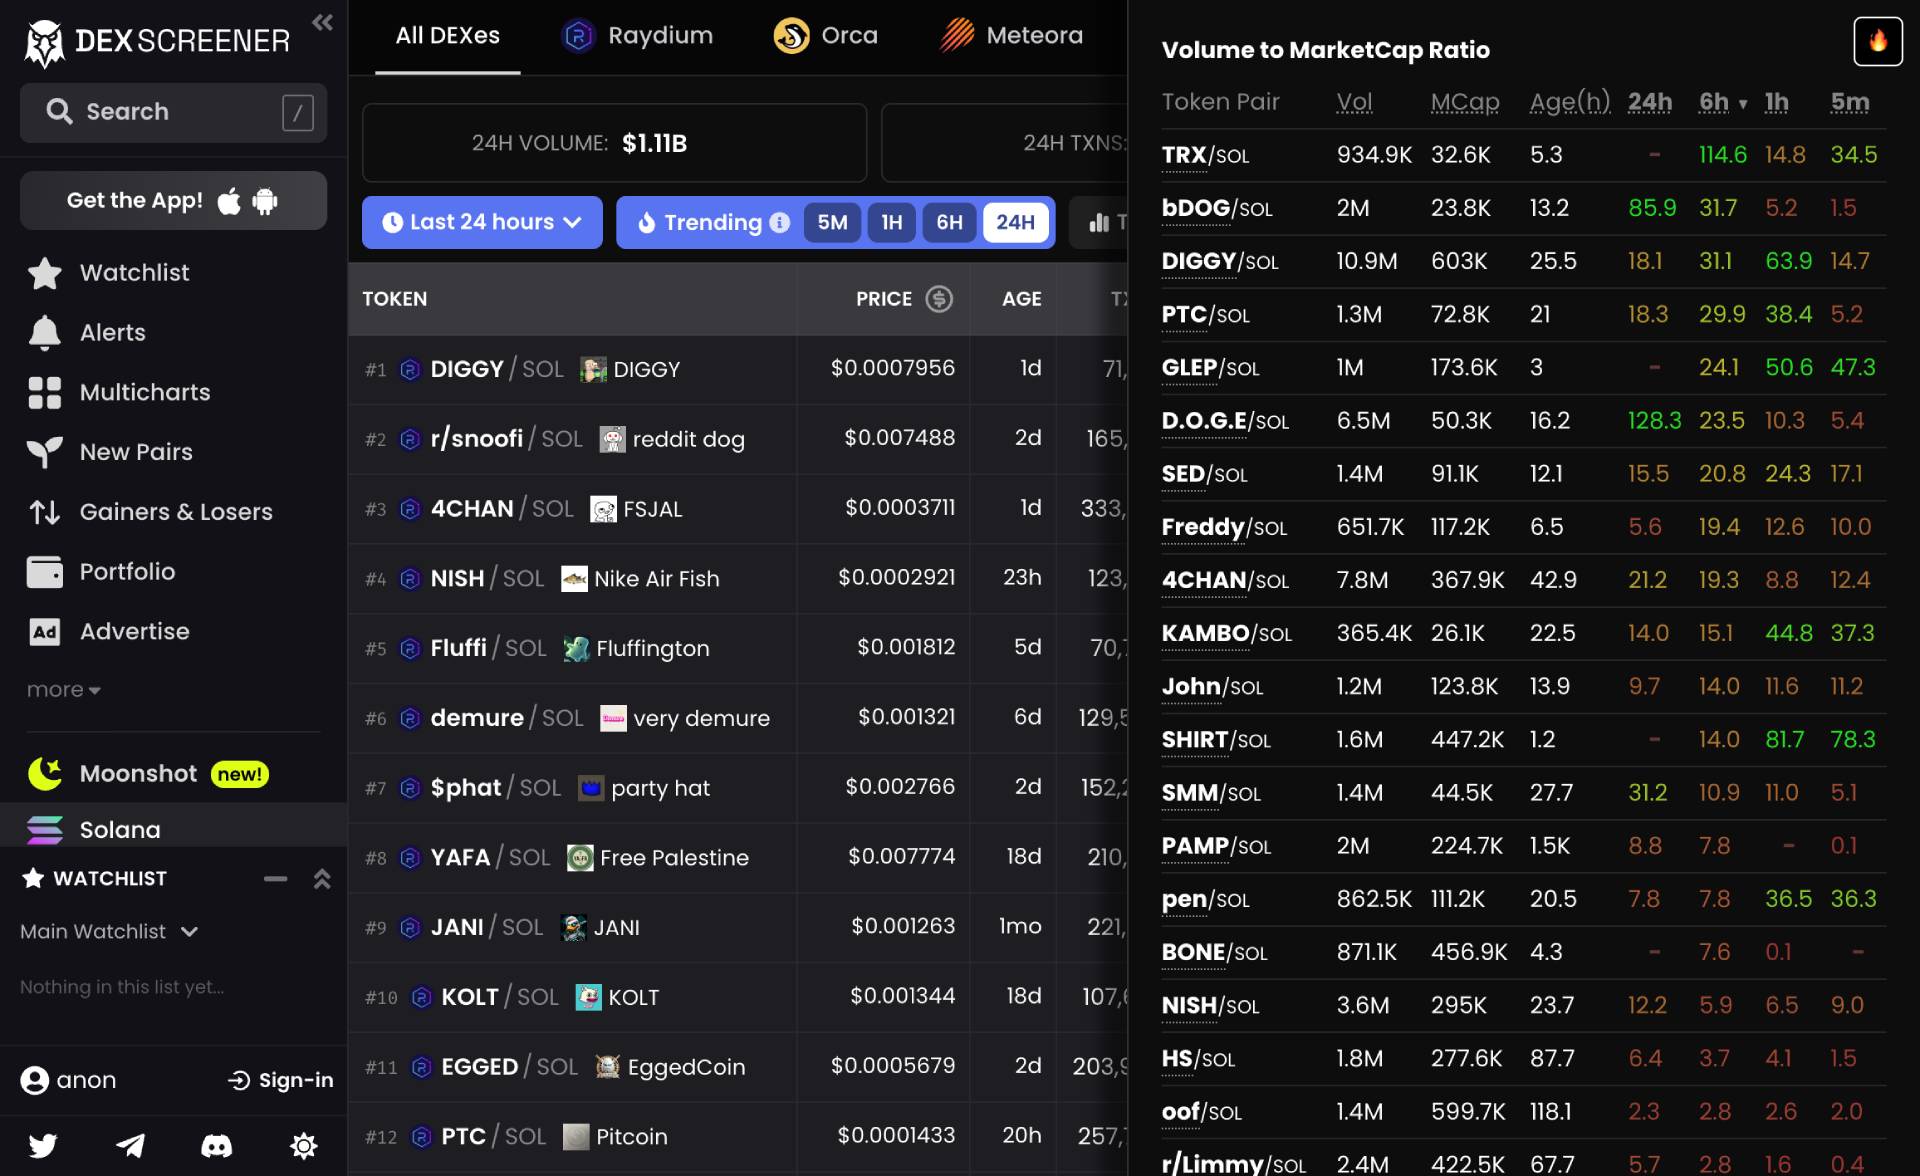 DEX SCREENER
Search /
Get the App!
Watchlist
Alerts
Multicharts
New Pairs
Gainers & Losers
Portfolio
Ad Advertise
more
Moonshot new!
Solana
WATCHLIST
Main Watchlist
Nothing in this list yet...
anon Sign-in
All DEXes Raydium Orca Meteora
24H VOLUME: $1.11B 24H TXNS:
Last 24 hours Trending 5M 1H 6H 24H T
TOKEN PRICE AGE TX
#1 DIGGY/SOL DIGGY $0.0007956 1d 71,
#2 r/snoofi/SOL reddit dog $0.007488 2d 165,
#3 4CHAN/SOL FSJAL $0.0003711 1d 333,
#4 NISH/SOL Nike Air Fish $0.0002921 23h 123,
#5 Fluffi/SOL Fluffington $0.001812 5d 70,
#6 demure/SOL very demure $0.001321 6d 129,5
#7 $phat/SOL party hat $0.002766 2d 152,2
#8 YAFA/SOL Free Palestine $0.007774 18d 210,
#9 JANI/SOL JANI $0.001263 1mo 221,
#10 KOLT/SOL KOLT $0.001344 18d 107,6
#11 EGGED/SOL EggedCoin $0.0005679 2d 203,9
#12 PTC/SOL Pitcoin $0.0001433 20h 257,
Volume to MarketCap Ratio
Token Pair Vol MCap Age(h) 24h 6h ▼ 1h 5m
TRX/SOL 934.9K 32.6K 5.3 - 114.6 14.8 34.5
bDOG/SOL 2M 23.8K 13.2 85.9 31.7 5.2 1.5
DIGGY/SOL 10.9M 603K 25.5 18.1 31.1 63.9 14.7
PTC/SOL 1.3M 72.8K 21 18.3 29.9 38.4 5.2
GLEP/SOL 1M 173.6K 3 - 24.1 50.6 47.3
D.O.G.E/SOL 6.5M 50.3K 16.2 128.3 23.5 10.3 5.4
SED/SOL 1.4M 91.1K 12.1 15.5 20.8 24.3 17.1
Freddy/SOL 651.7K 117.2K 6.5 5.6 19.4 12.6 10.0
4CHAN/SOL 7.8M 367.9K 42.9 21.2 19.3 8.8 12.4
KAMBO/SOL 365.4K 26.1K 22.5 14.0 15.1 44.8 37.3
John/SOL 1.2M 123.8K 13.9 9.7 14.0 11.6 11.2
SHIRT/SOL 1.6M 447.2K 1.2 - 14.0 81.7 78.3
SMM/SOL 1.4M 44.5K 27.7 31.2 10.9 11.0 5.1
PAMP/SOL 2M 224.7K 1.5K 8.8 7.8 - 0.1
pen/SOL 862.5K 111.2K 20.5 7.8 7.8 36.5 36.3
BONE/SOL 871.1K 456.9K 4.3 - 7.6 0.1 -
NISH/SOL 3.6M 295K 23.7 12.2 5.9 6.5 9.0
HS/SOL 1.8M 277.6K 87.7 6.4 3.7 4.1 1.5
oof/SOL 1.4M 599.7K 118.1 2.3 2.8 2.6 2.0
r/Limmy/SOL 2.4M 422.5K 67.7 5.7 2.8 1.6 0.4